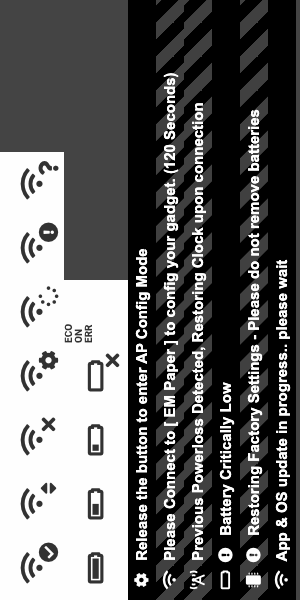 ECO
ON
ERR
Release the button to enter AP Config Mode
Please Connect to [ EM Paper ] to config your gadget. (120 Seconds)
Previous Powerloss Detected, Restoring Clock upon connection
Battery Critically Low
Restoring Factory Settings - Please do not remove batteries
App & OS update in progress... please wait